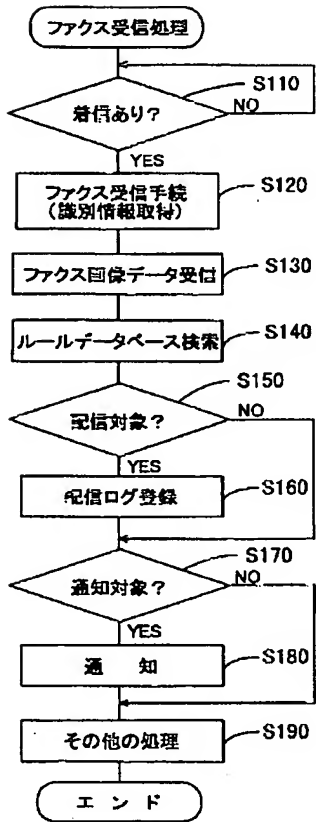 ファクス受信処理
S110
着信あり?
NO
YES
ファクス受信手続
(識別情報取得)
S120
ファクス画像データ受信
S130
ルールデータベース検索
S140
S150
配信対象?
NO
YES
配信ログ登録
S160
S170
通知対象?
NO
YES
通 知
S180
その他の処理
S190
エ ン ド